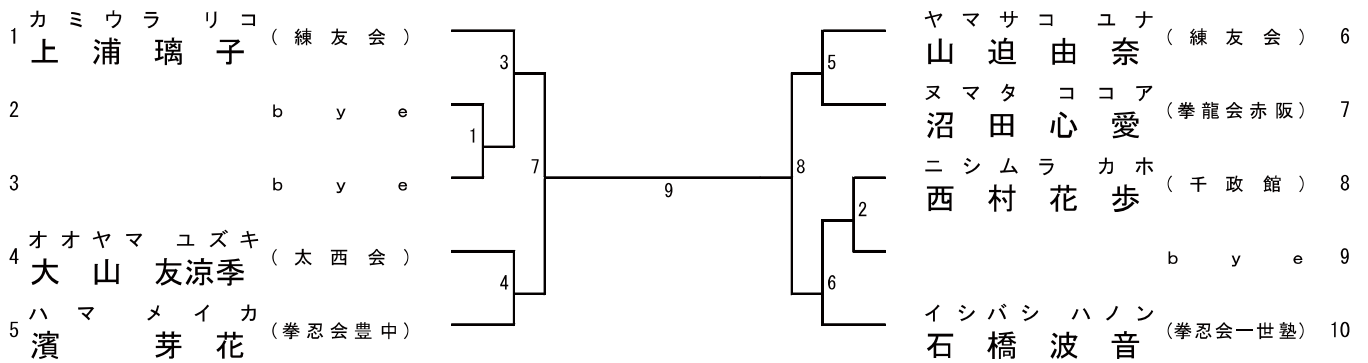 カミウラ リコ
1 上浦 璃子 (練友会)
2 bye
3 bye
オオヤマ ユズキ
4 大山 友涼季 (太西会)
ハマ メイカ
5 濱 芽花 (拳忍会豊中)
3
1
7
4
9
8
5
2
6
ヤマサコ ユナ
山迫由奈 (練友会) 6
ヌマタ ココア
沼田心愛 (拳龍会赤阪) 7
ニシムラ カホ
西村花歩 (千政館) 8
bye 9
イシバシ ハノン
石橋波音 (拳忍会一世塾) 10